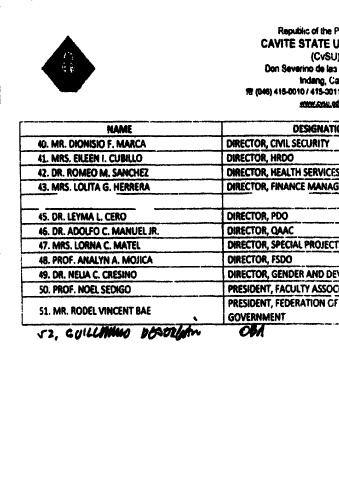 Republic of the P
CAVITE STATE U
(CvSU)
Don Severino de las
Indang, Ca
☎ (046) 415-0010 / 415-0011
www.cvsu.ed
NAME DESIGNATI
40. MR. DIONISIO F. MARCA DIRECTOR, CIVIL SECURITY
41. MRS. EILEEN I. CUBILLO DIRECTOR, HRDO
42. DR. ROMEO M. SANCHEZ DIRECTOR, HEALTH SERVICES
43. MRS. LOLITA G. HERRERA DIRECTOR, FINANCE MANAG
45. DR. LEYMA L. CERO DIRECTOR, PDO
46. DR. ADOLFO C. MANUEL JR. DIRECTOR, QAAC
47. MRS. LORNA C. MATEL DIRECTOR, SPECIAL PROJECT
48. PROF. ANALYN A. MOJICA DIRECTOR, FSDO
49. DR. NELIA C. CRESINO DIRECTOR, GENDER AND DEV
50. PROF. NOEL SEDIGO PRESIDENT, FACULTY ASSOC
51. MR. RODEL VINCENT BAE PRESIDENT, FEDERATION OF
GOVERNMENT
52, GUILLERMO OBA